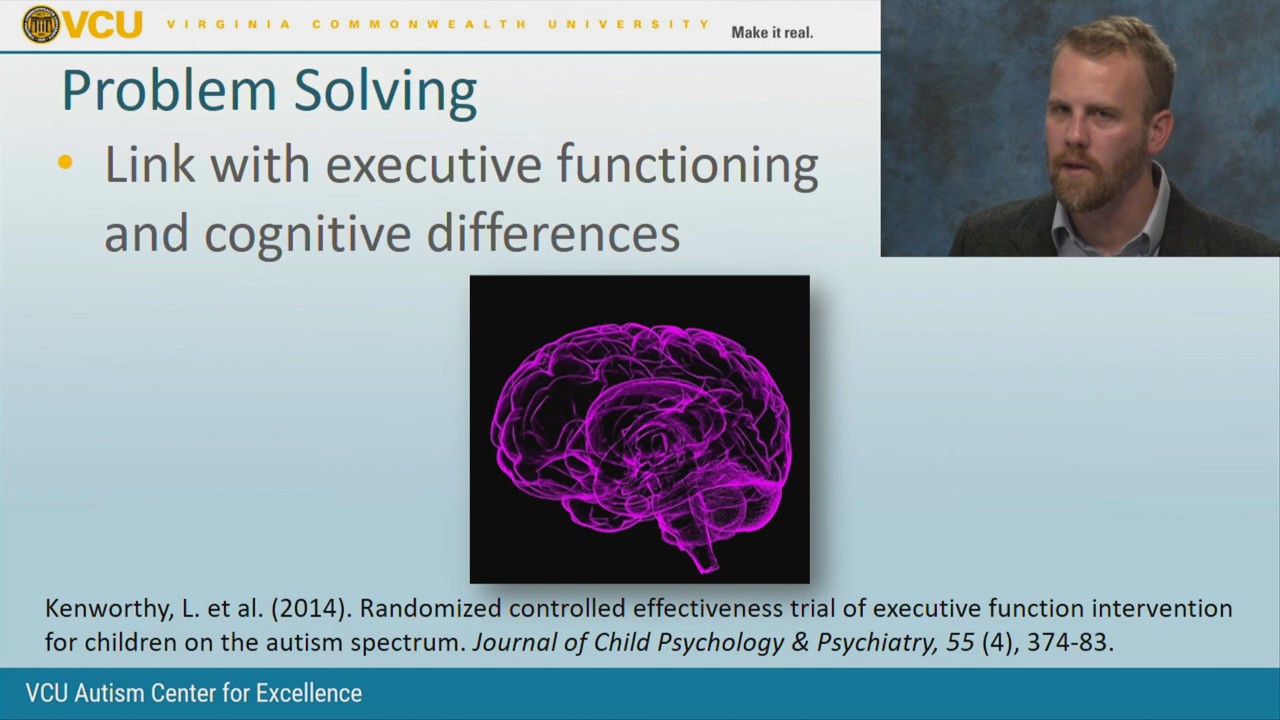 VCU VIRGINIA COMMONWEALTH UNIVERSITY Make it real.
Problem Solving
• Link with executive functioning
and cognitive differences
Kenworthy, L. et al. (2014). Randomized controlled effectiveness trial of executive function intervention
for children on the autism spectrum. Journal of Child Psychology & Psychiatry, 55 (4), 374-83.
VCU Autism Center for Excellence